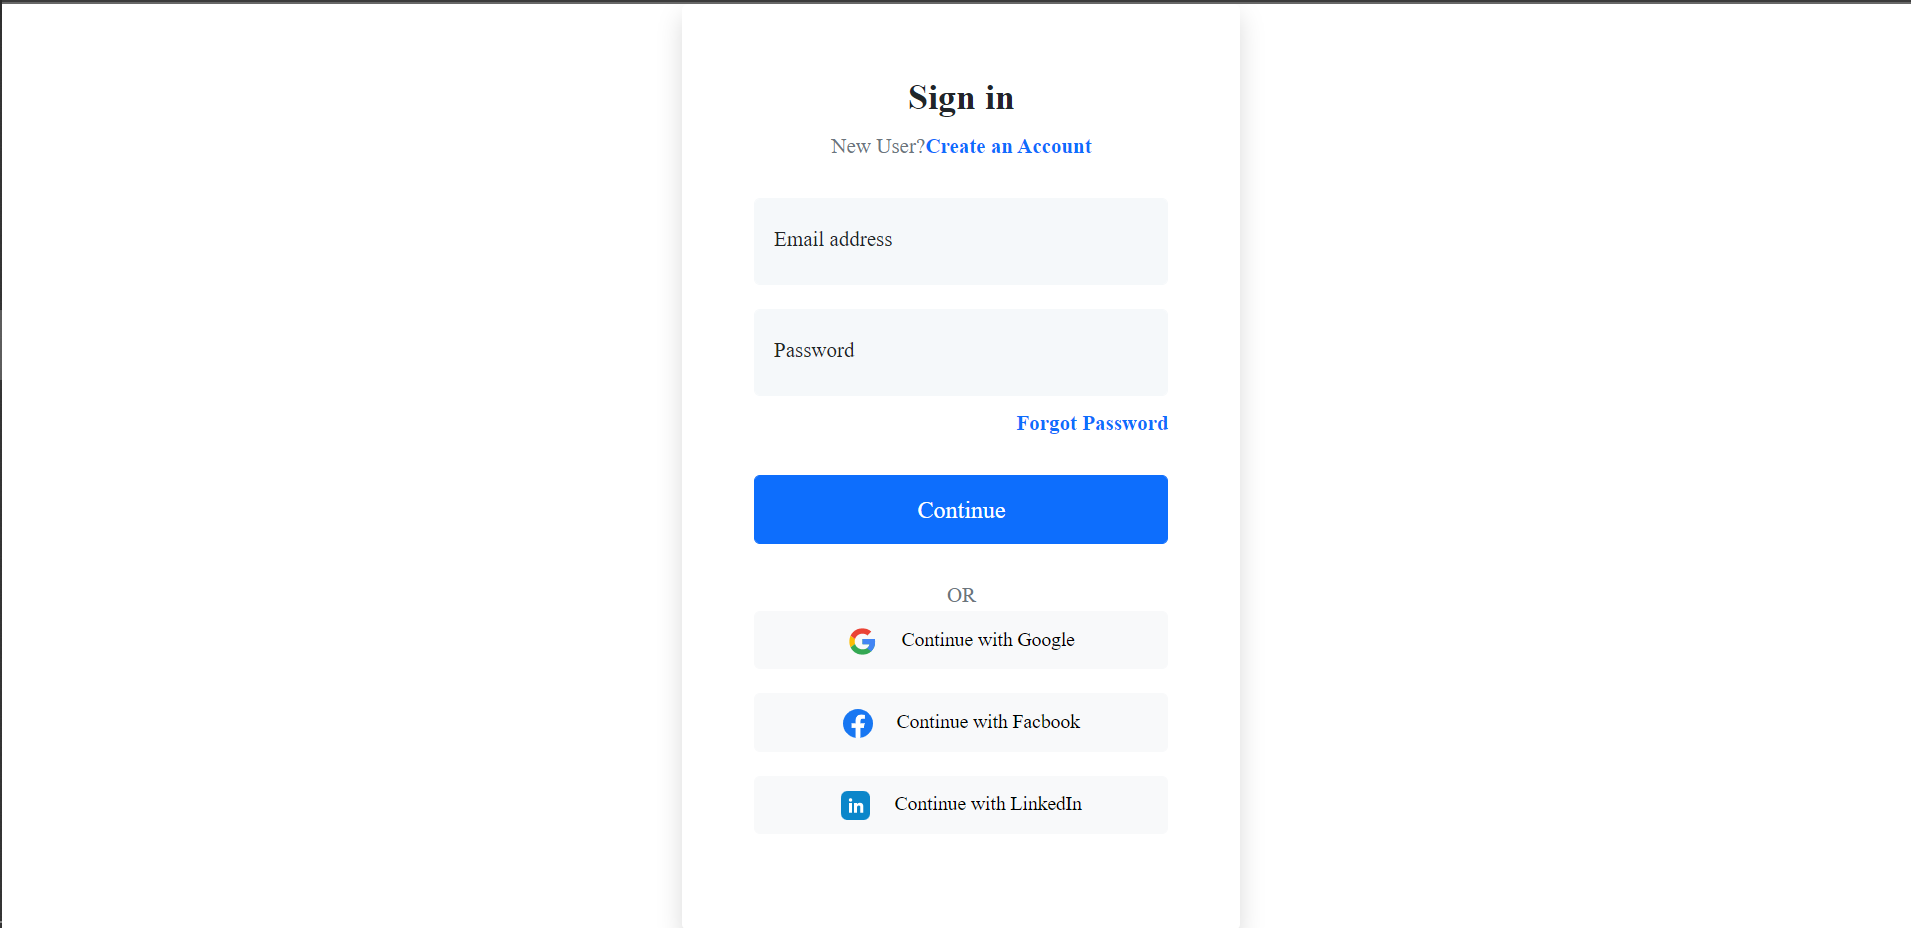 Sign in
New User?Create an Account
Email address
Password
Forgot Password
Continue
OR
Continue with Google
Continue with Facbook
in Continue with LinkedIn